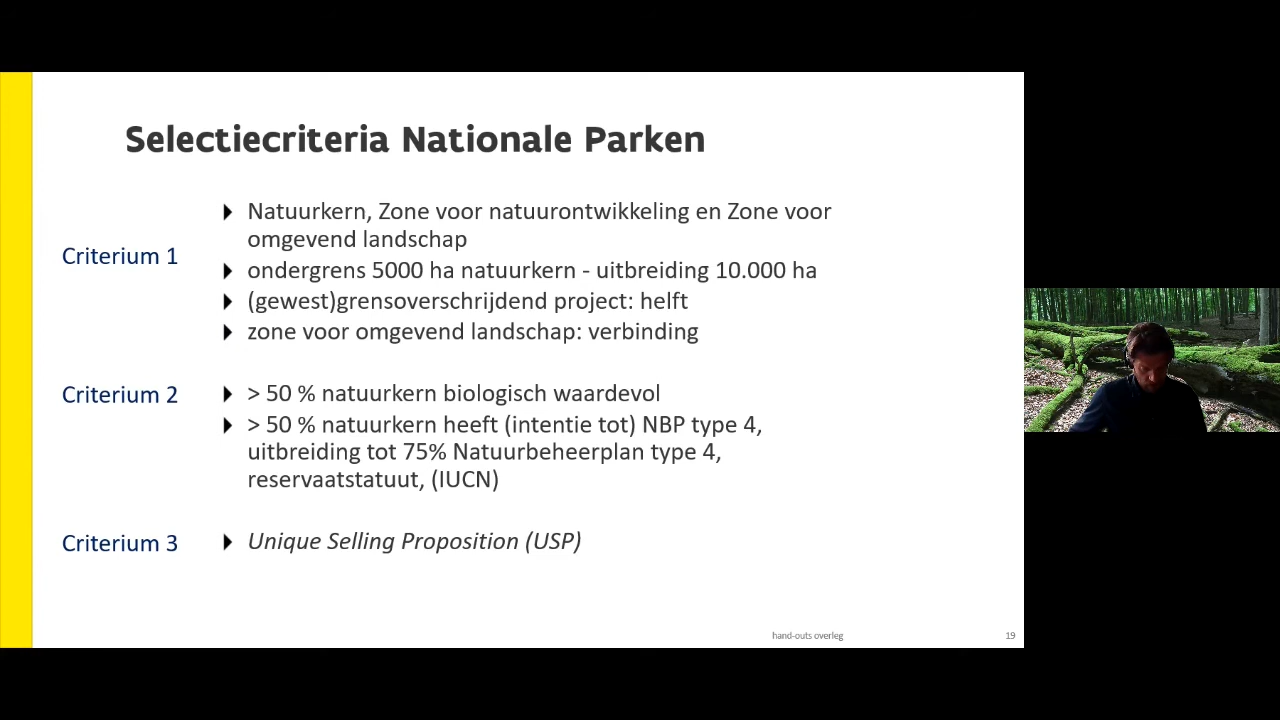 Selectiecriteria Nationale Parken
Criterium 1
Natuurkern, Zone voor natuurontwikkeling en Zone voor
omgevend landschap
ondergrens 5000 ha natuurkern - uitbreiding 10.000 ha
(gewest)grensoverschrijdend project: helft
zone voor omgevend landschap: verbinding
Criterium 2
> 50 % natuurkern biologisch waardevol
> 50 % natuurkern heeft (intentie tot) NBP type 4,
uitbreiding tot 75% Natuurbeheerplan type 4,
reservaatstatuut, (IUCN)
Criterium 3
Unique Selling Proposition (USP)
hand-outs overleg
19